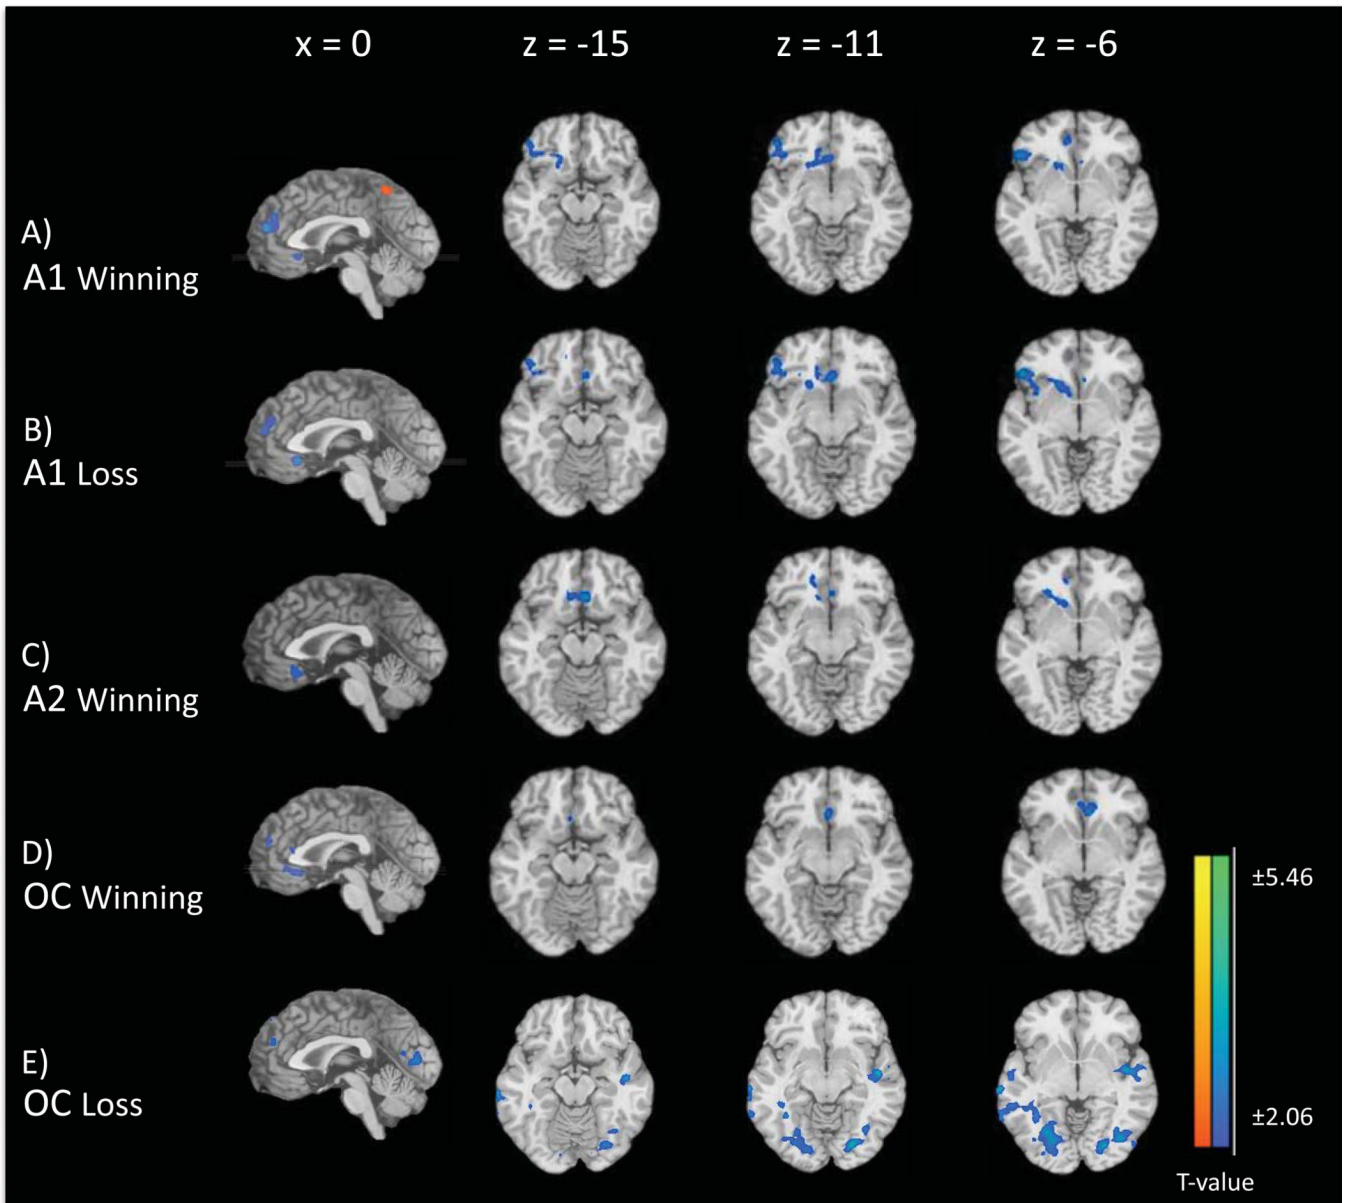 x = 0
z = -15
z = -11
z = -6
A)
A1 Winning
B)
A1 Loss
C)
A2 Winning
D)
OC Winning
E)
OC Loss
±5.46
±2.06
T-value